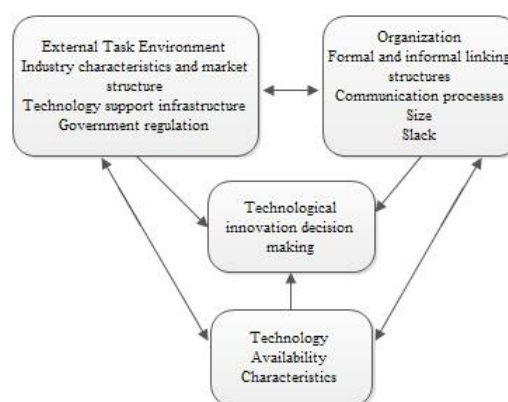 External Task Environment
Industry characteristics and market
structure
Technology support infrastructure
Government regulation
Organization
Formal and informal linking
structures
Communication processes
Size
Slack
Technological
innovation decision
making
Technology
Availability
Characteristics